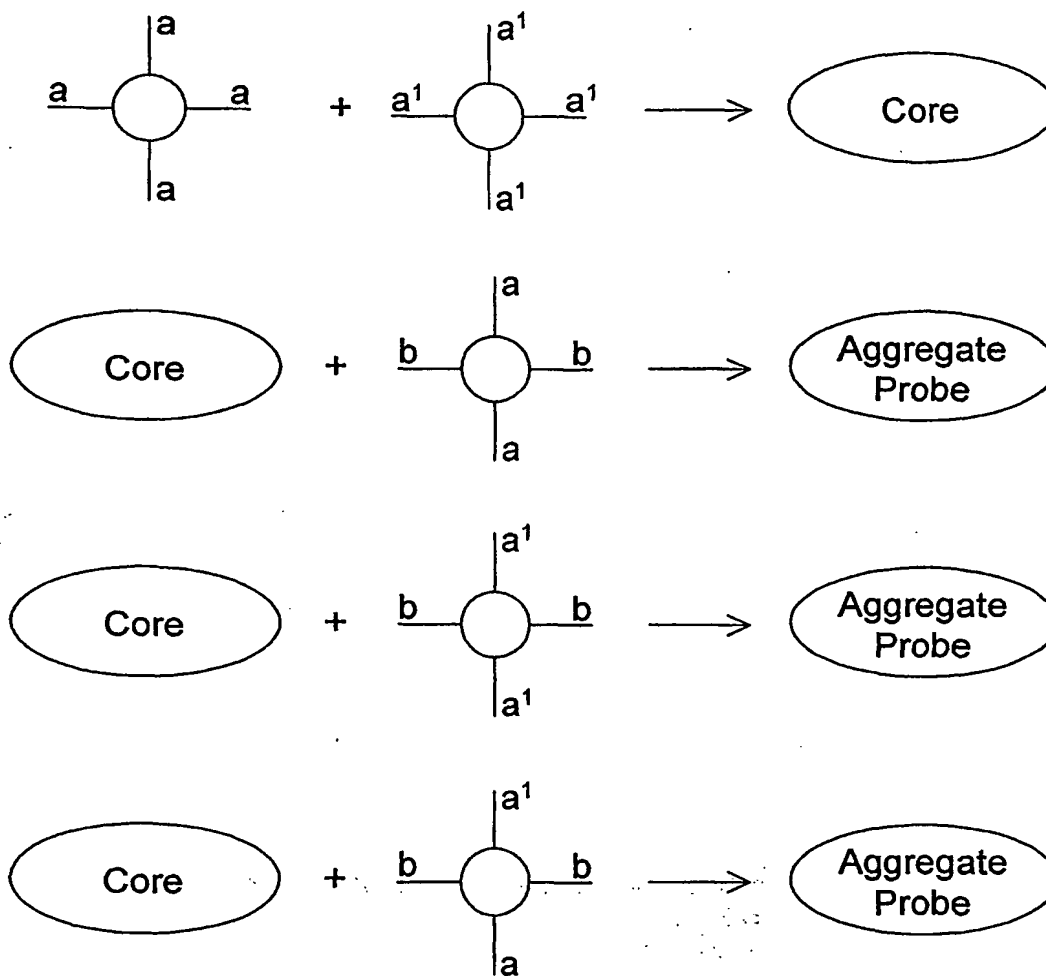 a a¹
a a + a¹ a¹ Core
a a¹
a
Core + b b Aggregate
Probe
a
a¹
Core + b b Aggregate
Probe
a¹
a¹
Core + b b Aggregate
Probe
a